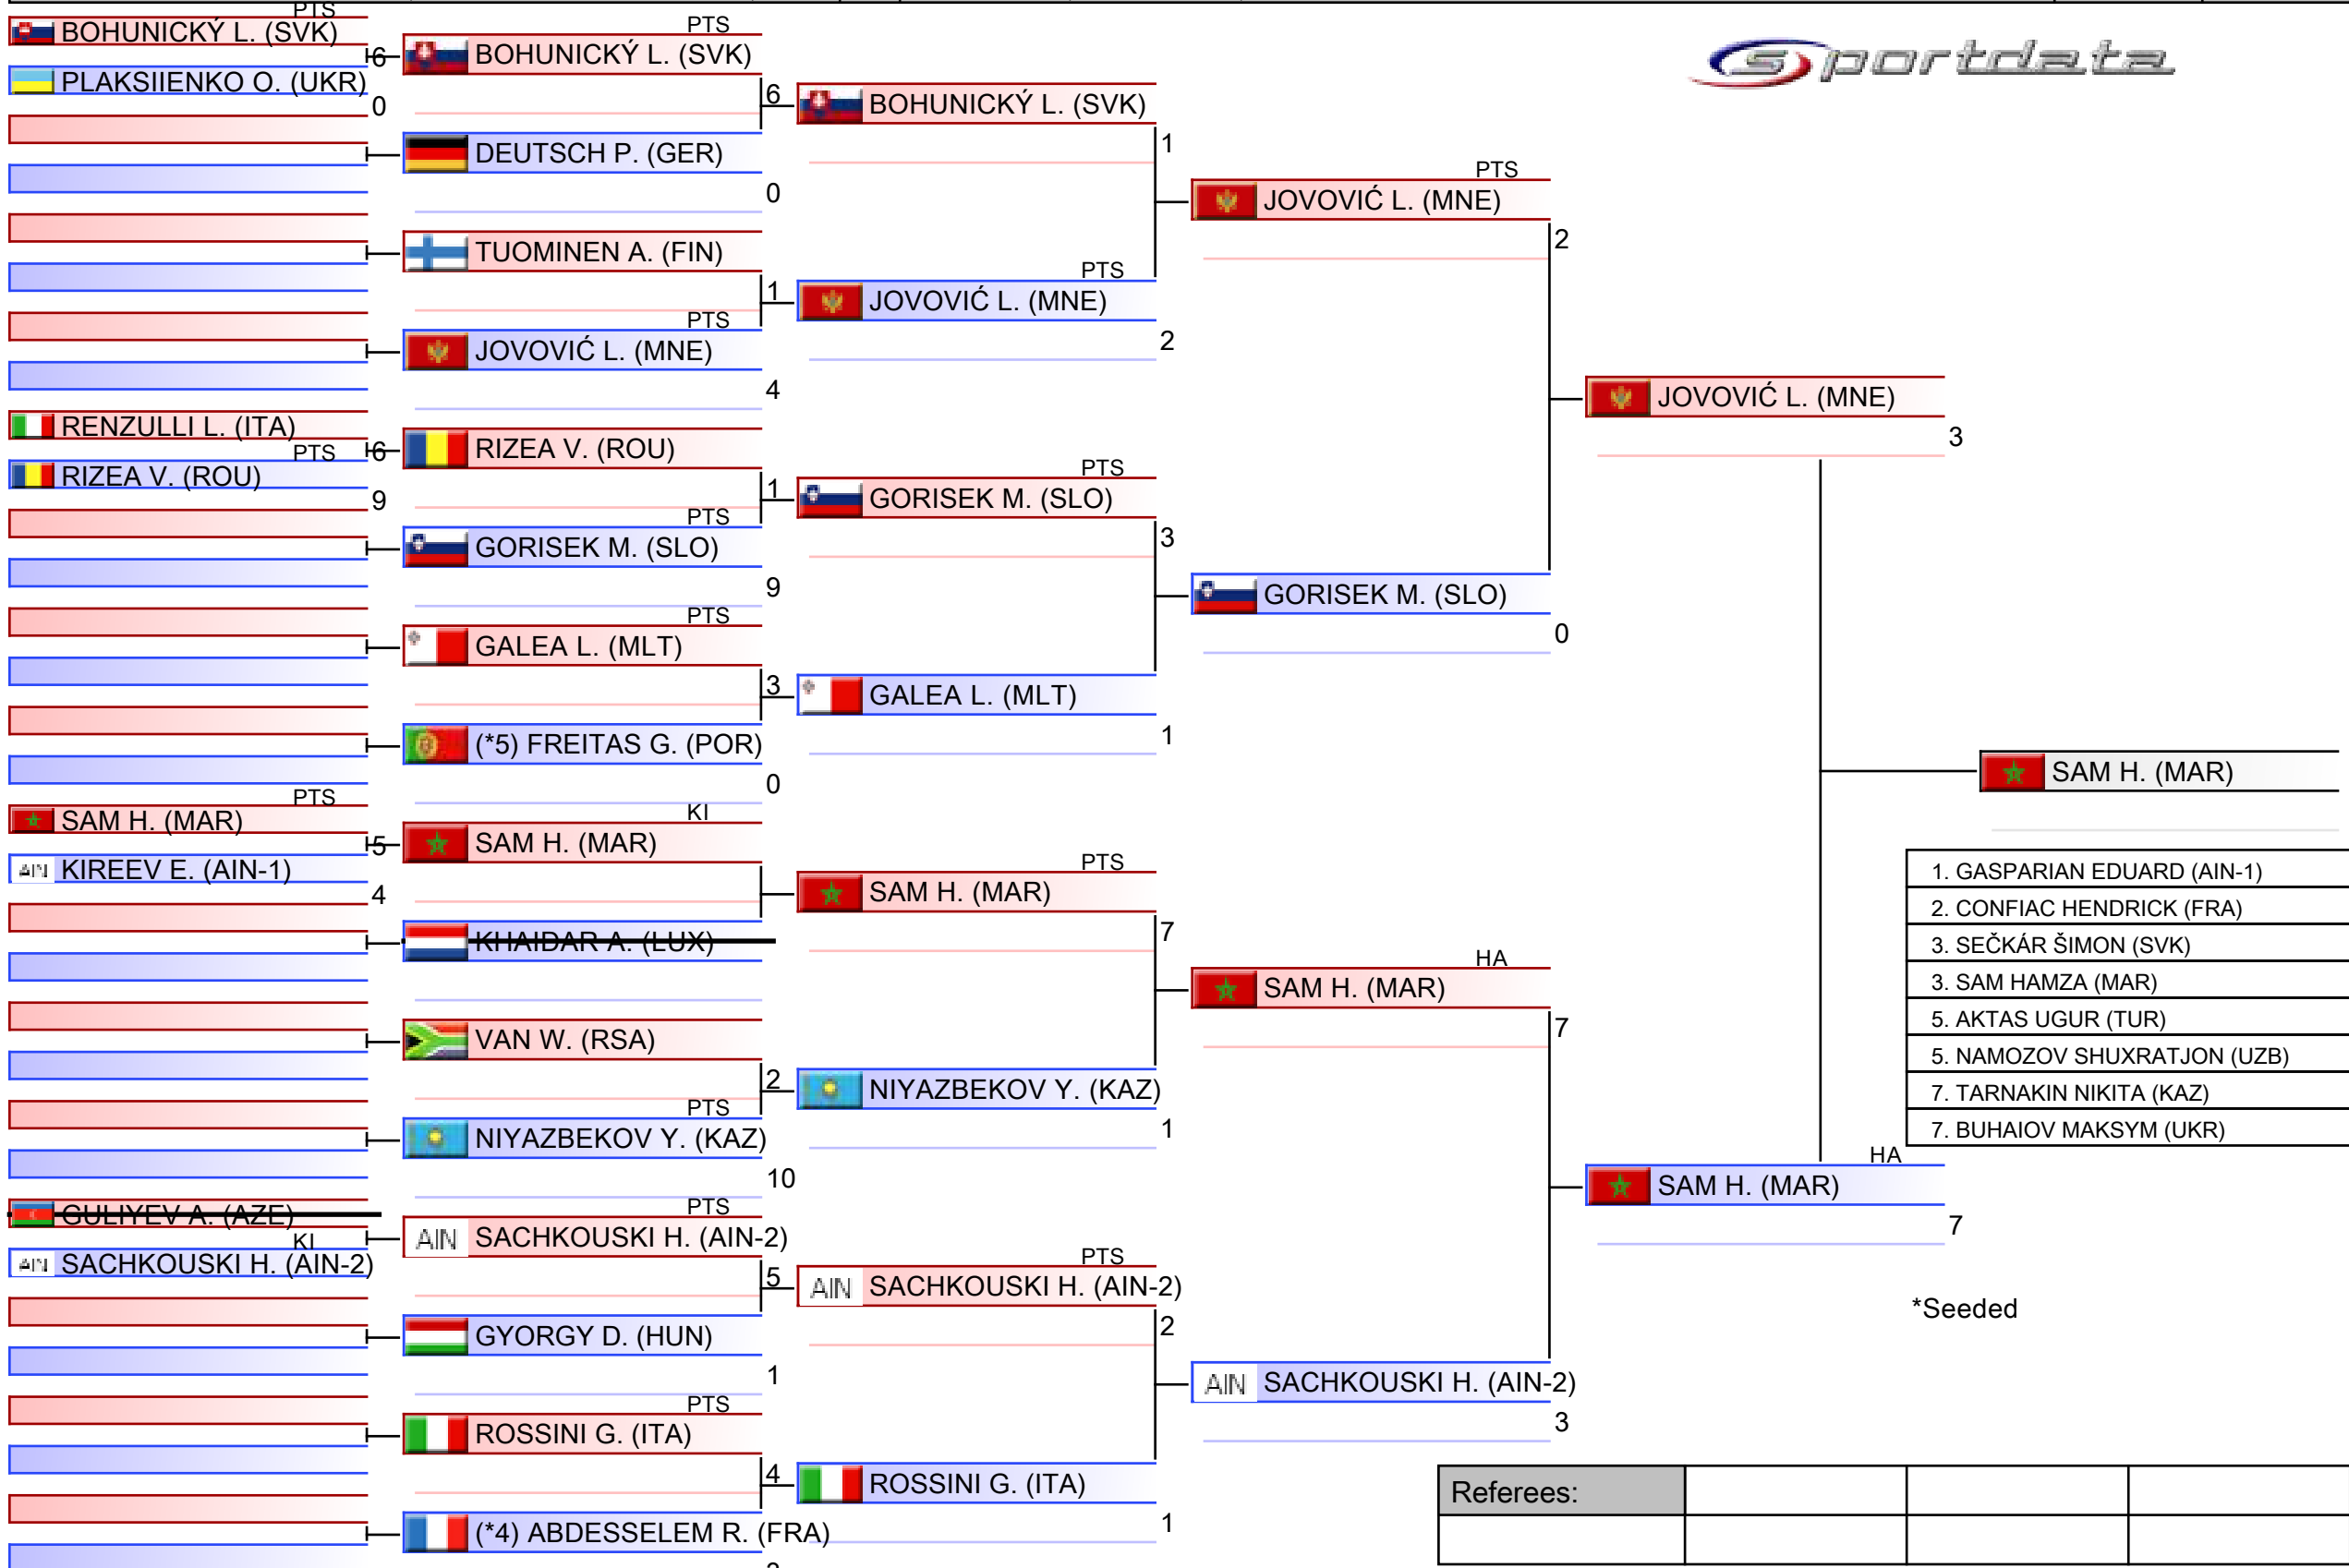 PTS
BOHUNICKÝ L. (SVK)
6
PLAKSIIENKO O. (UKR)
0
RENZULLI L. (ITA)
6
PTS
RIZEA V. (ROU)
9
PTS
SAM H. (MAR)
5
AIN KIREEV E. (AIN-1)
4
GULIYEV A. (AZE)
KI
AIN SACHKOUSKI H. (AIN-2)
PTS
BOHUNICKÝ L. (SVK)
6
DEUTSCH P. (GER)
0
TUOMINEN A. (FIN)
1
PTS
JOVOVIĆ L. (MNE)
4
RIZEA V. (ROU)
1
PTS
GORISEK M. (SLO)
9
PTS
GALEA L. (MLT)
3
(*5) FREITAS G. (POR)
0
KI
SAM H. (MAR)
KHAIDAR A. (LUX)
VAN W. (RSA)
2
PTS
NIYAZBEKOV Y. (KAZ)
10
PTS
AIN SACHKOUSKI H. (AIN-2)
5
GYORGY D. (HUN)
1
PTS
ROSSINI G. (ITA)
4
(*4) ABDESSELEM R. (FRA)
BOHUNICKÝ L. (SVK)
1
PTS
JOVOVIĆ L. (MNE)
2
PTS
GORISEK M. (SLO)
3
GALEA L. (MLT)
1
PTS
SAM H. (MAR)
7
NIYAZBEKOV Y. (KAZ)
1
PTS
AIN SACHKOUSKI H. (AIN-2)
2
ROSSINI G. (ITA)
1
PTS
JOVOVIĆ L. (MNE)
2
GORISEK M. (SLO)
0
HA
SAM H. (MAR)
7
AIN SACHKOUSKI H. (AIN-2)
3
JOVOVIĆ L. (MNE)
3
HA
SAM H. (MAR)
7
sportdata
SAM H. (MAR)
1. GASPARIAN EDUARD (AIN-1)
2. CONFIAC HENDRICK (FRA)
3. SEČKÁR ŠIMON (SVK)
3. SAM HAMZA (MAR)
5. AKTAS UGUR (TUR)
5. NAMOZOV SHUXRATJON (UZB)
7. TARNAKIN NIKITA (KAZ)
7. BUHAIOV MAKSYM (UKR)
*Seeded
Referees: